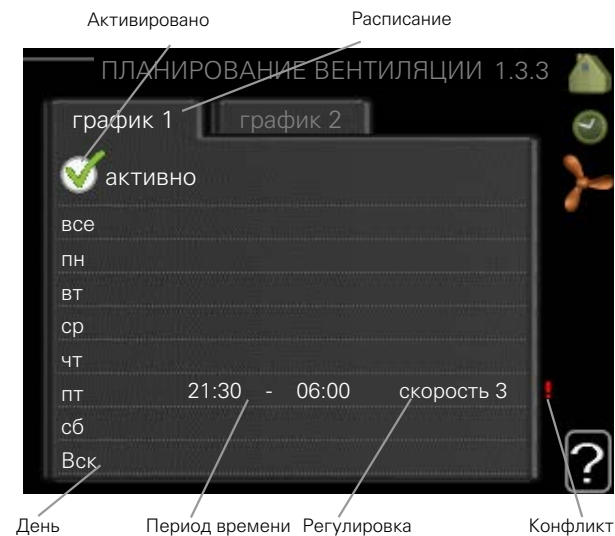 Активировано Расписание
ПЛАНИРОВАНИЕ ВЕНТИЛЯЦИИ 1.3.3
график 1 график 2
активно
все
пн
вт
ср
чт
пт 21:30 - 06:00 скорость 3 !
сб
Вск
?
День Период времени Регулировка Конфликт